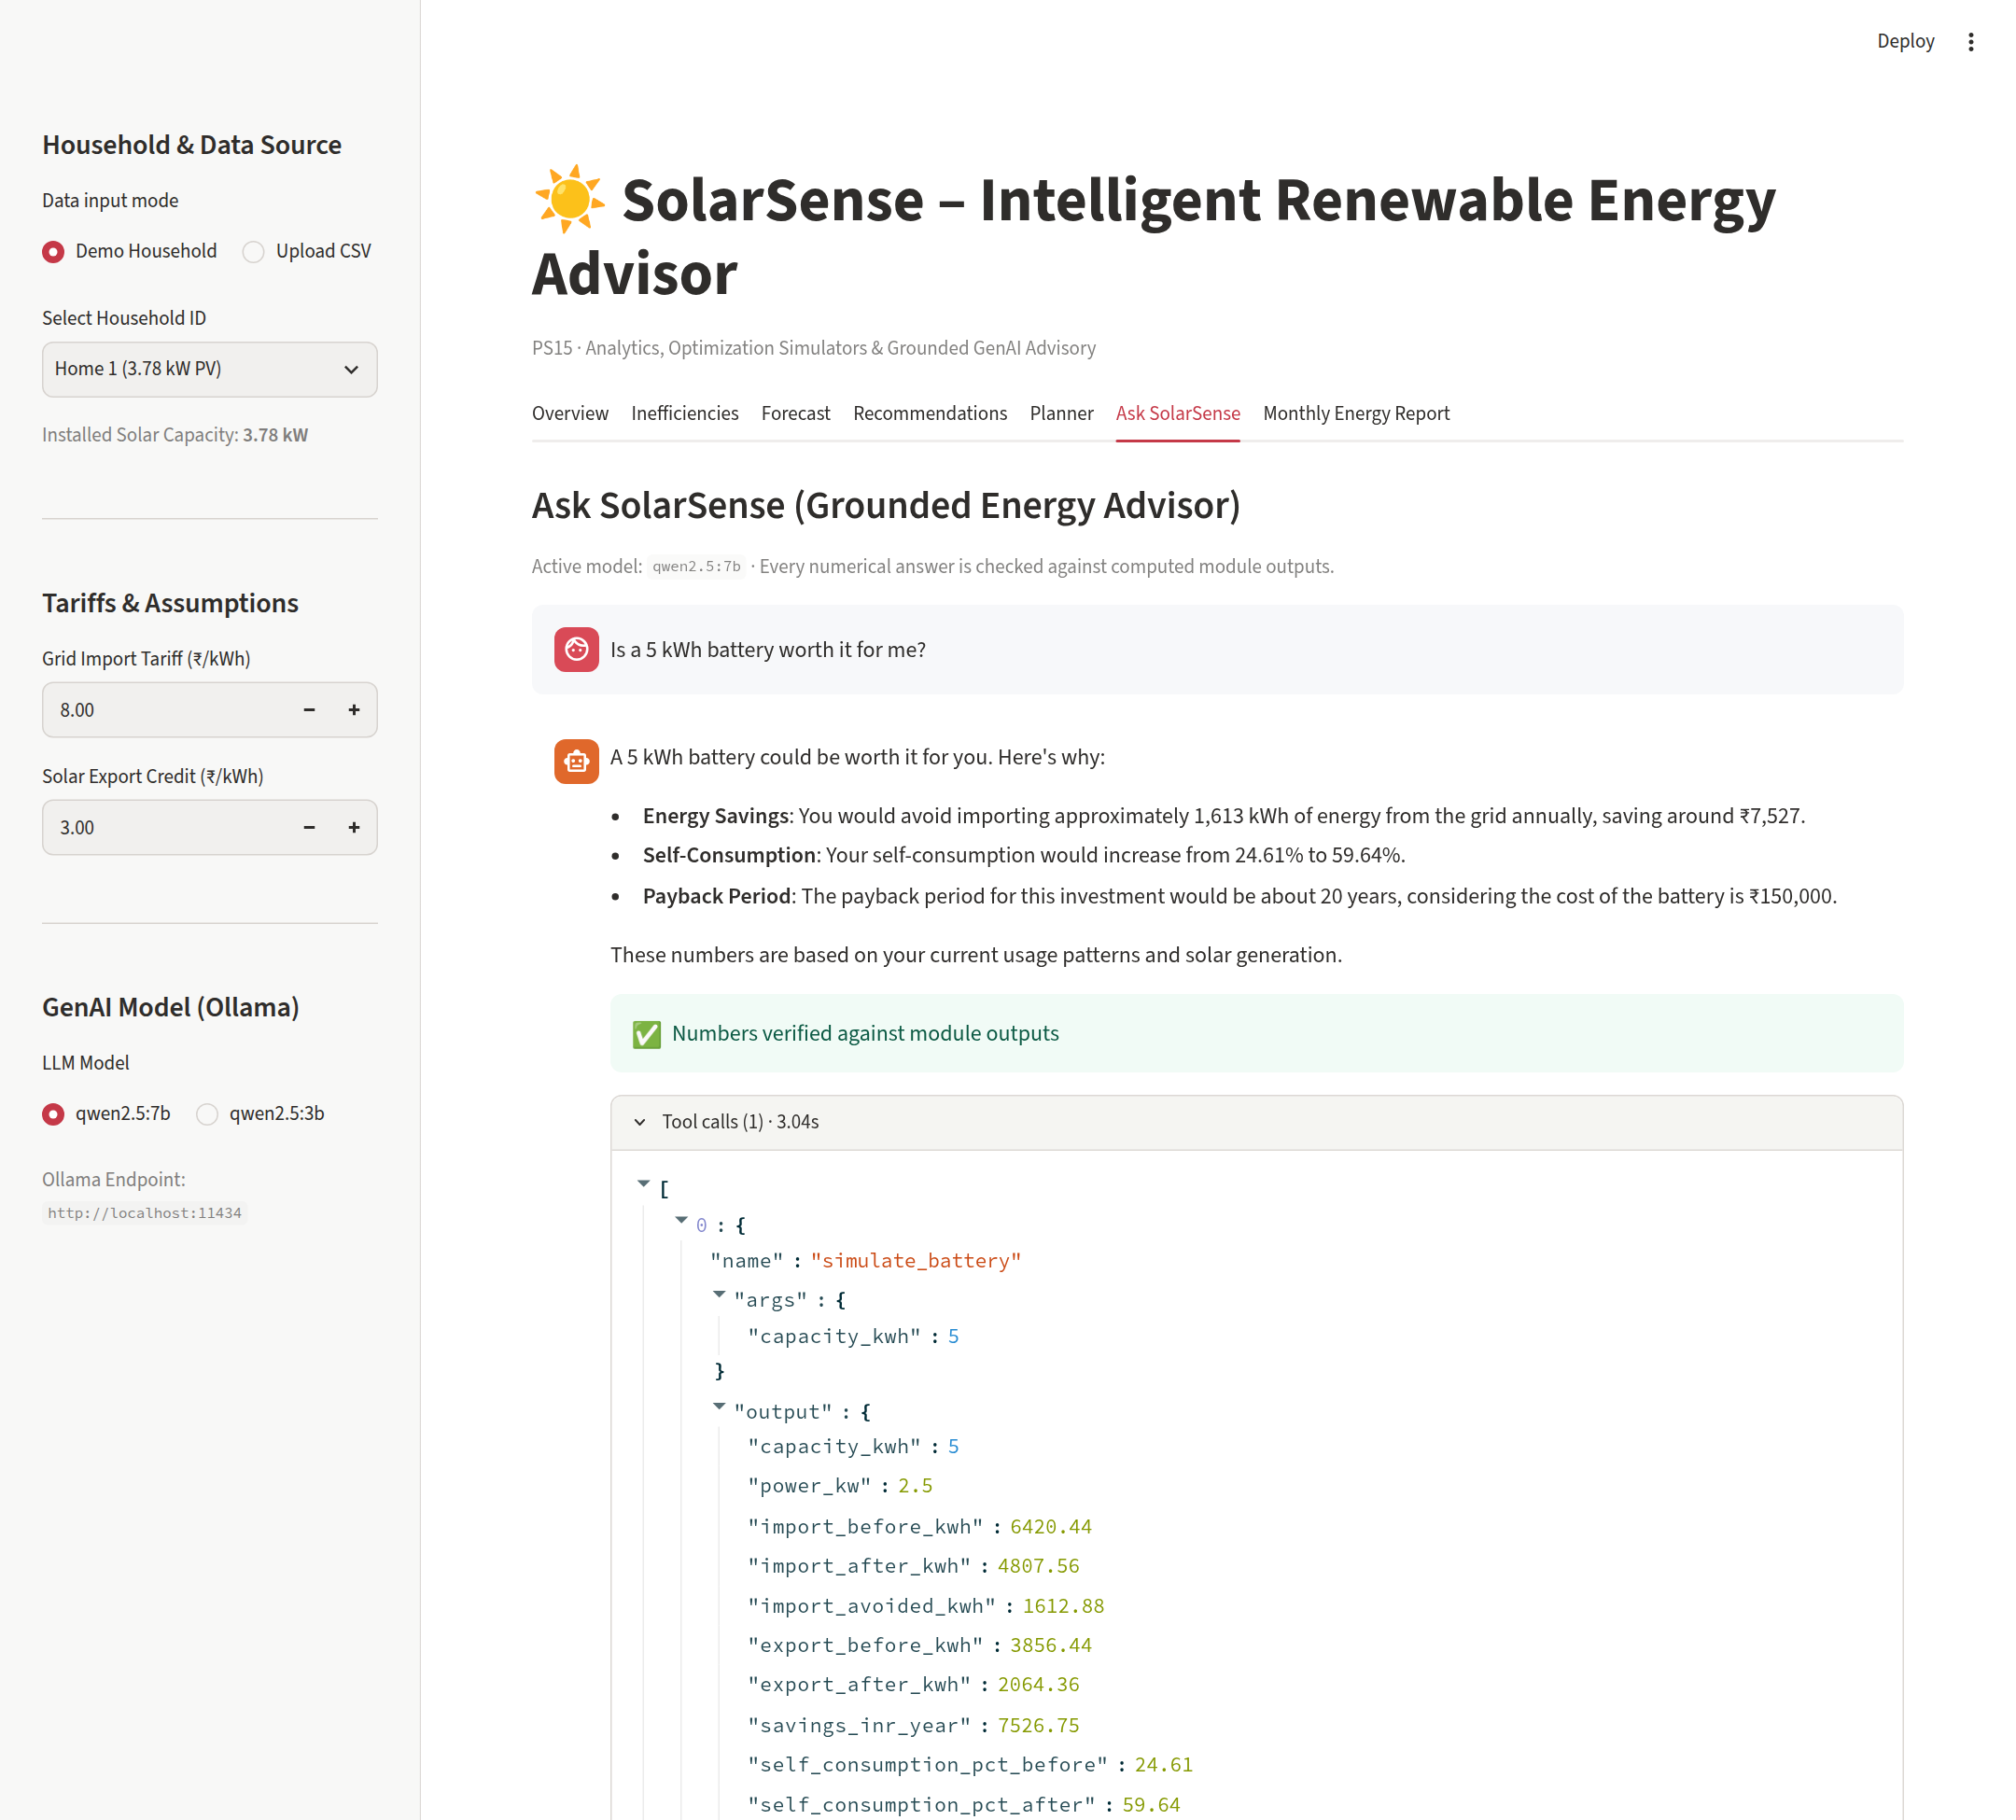 Deploy
Household & Data Source
Data input mode
Demo Household
Upload CSV
Select Household ID
Home 1 (3.78 kW PV)
Installed Solar Capacity: 3.78 kW
Tariffs & Assumptions
Grid Import Tariff (₹/kWh)
8.00
Solar Export Credit (₹/kWh)
3.00
GenAI Model (Ollama)
LLM Model
qwen2.5:7b
qwen2.5:3b
Ollama Endpoint:
http://localhost:11434
SolarSense – Intelligent Renewable Energy
Advisor
PS15 · Analytics, Optimization Simulators & Grounded GenAI Advisory
Overview Inefficiencies Forecast Recommendations Planner Ask SolarSense Monthly Energy Report
Ask SolarSense (Grounded Energy Advisor)
Active model: qwen2.5:7b · Every numerical answer is checked against computed module outputs.
Is a 5 kWh battery worth it for me?
A 5 kWh battery could be worth it for you. Here's why:
• Energy Savings: You would avoid importing approximately 1,613 kWh of energy from the grid annually, saving around ₹7,527.
• Self-Consumption: Your self-consumption would increase from 24.61% to 59.64%.
• Payback Period: The payback period for this investment would be about 20 years, considering the cost of the battery is ₹150,000.
These numbers are based on your current usage patterns and solar generation.
Numbers verified against module outputs
Tool calls (1) · 3.04s
[
0 : {
"name" : "simulate_battery"
"args" : {
"capacity_kwh" : 5
}
"output" : {
"capacity_kwh" : 5
"power_kw" : 2.5
"import_before_kwh" : 6420.44
"import_after_kwh" : 4807.56
"import_avoided_kwh" : 1612.88
"export_before_kwh" : 3856.44
"export_after_kwh" : 2064.36
"savings_inr_year" : 7526.75
"self_consumption_pct_before" : 24.61
"self_consumption_pct_after" : 59.64